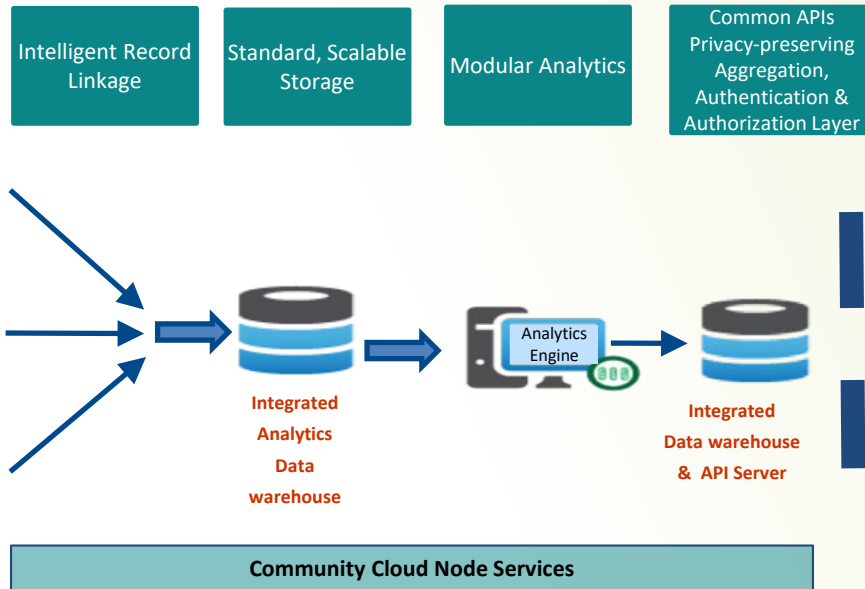 Intelligent Record
Linkage
Standard, Scalable
Storage
Modular Analytics
Common APIs
Privacy-preserving
Aggregation,
Authentication &
Authorization Layer
Analytics
Engine
Integrated
Analytics
Data
warehouse
Integrated
Data warehouse
& API Server
Community Cloud Node Services